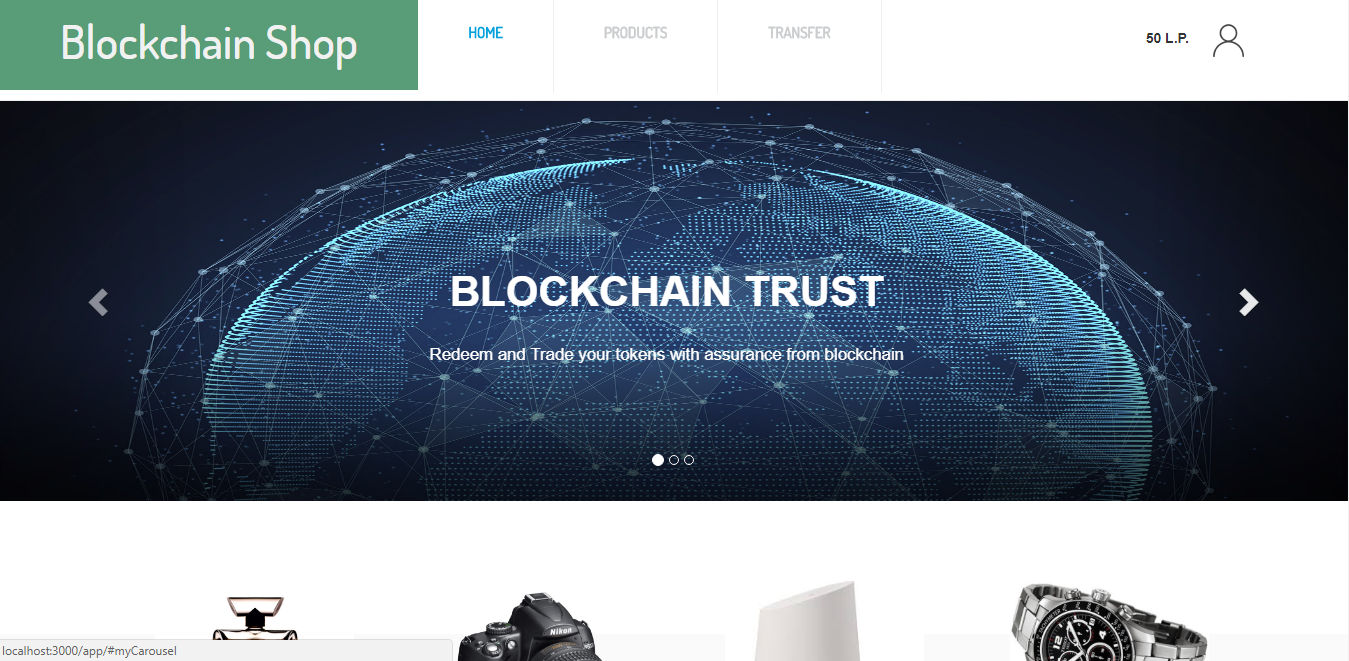 Blockchain Shop
HOME
PRODUCTS
TRANSFER
50 L.P.
BLOCKCHAIN TRUST
Redeem and Trade your tokens with assurance from blockchain
Nikon
localhost:3000/app/#myCarousel